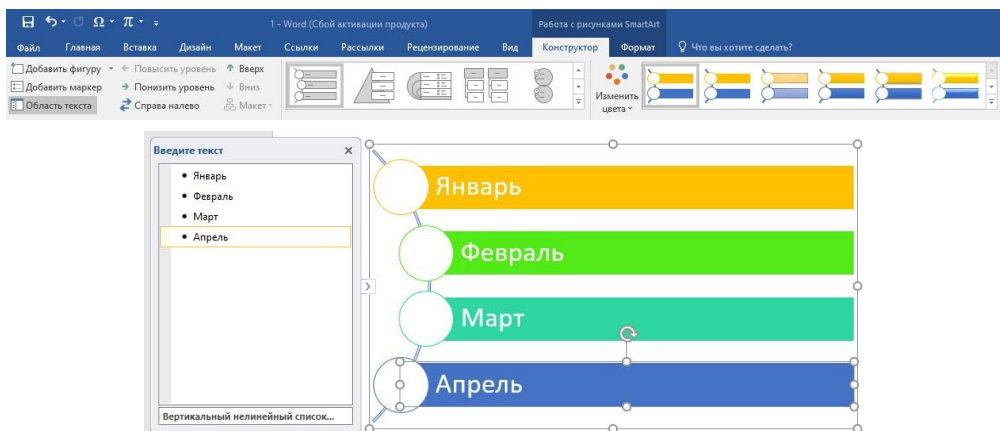 1 - Word (Сбой активации продукта)
Работа с рисунками SmartArt
Файл Главная Вставка Дизайн Макет Ссылки Рассылки Рецензирование Вид Конструктор Формат Что вы хотите сделать?
Добавить фигуру Повысить уровень Вверх
Добавить маркер Понизить уровень Вниз
Область текста Справа налево Макет
Изменить
цвета
Введите текст
• Январь
• Февраль
• Март
• Апрель
Вертикальный нелинейный список...
Январь
Февраль
Март
Апрель